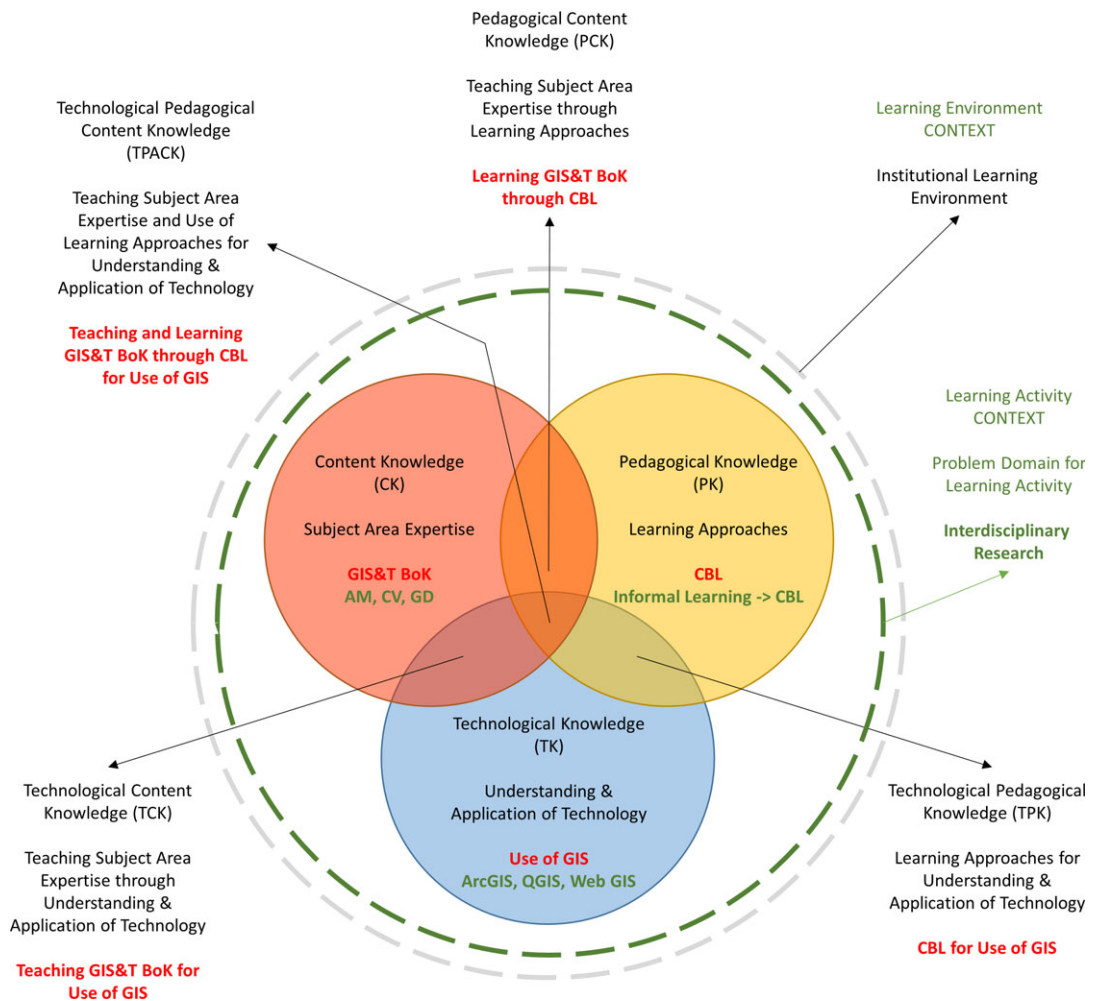 Pedagogical Content
Knowledge (PCK)
Teaching Subject Area
Expertise through
Learning Approaches
Learning GIS&T BoK
through CBL
Technological Pedagogical
Content Knowledge
(TPACK)
Teaching Subject Area
Expertise and Use of
Learning Approaches for
Understanding &
Application of Technology
Teaching and Learning
GIS&T BoK through CBL
for Use of GIS
Learning Environment
CONTEXT
Institutional Learning
Environment
Learning Activity
CONTEXT
Problem Domain for
Learning Activity
Interdisciplinary
Research
Content Knowledge
(CK)
Subject Area Expertise
GIS&T BoK
AM, CV, GD
Pedagogical Knowledge
(PK)
Learning Approaches
CBL
Informal Learning -> CBL
Technological Knowledge
(TK)
Understanding &
Application of Technology
Use of GIS
ArcGIS, QGIS, Web GIS
Technological Content
Knowledge (TCK)
Teaching Subject Area
Expertise through
Understanding &
Application of Technology
Teaching GIS&T BoK for
Use of GIS
Technological Pedagogical
Knowledge (TPK)
Learning Approaches for
Understanding &
Application of Technology
CBL for Use of GIS